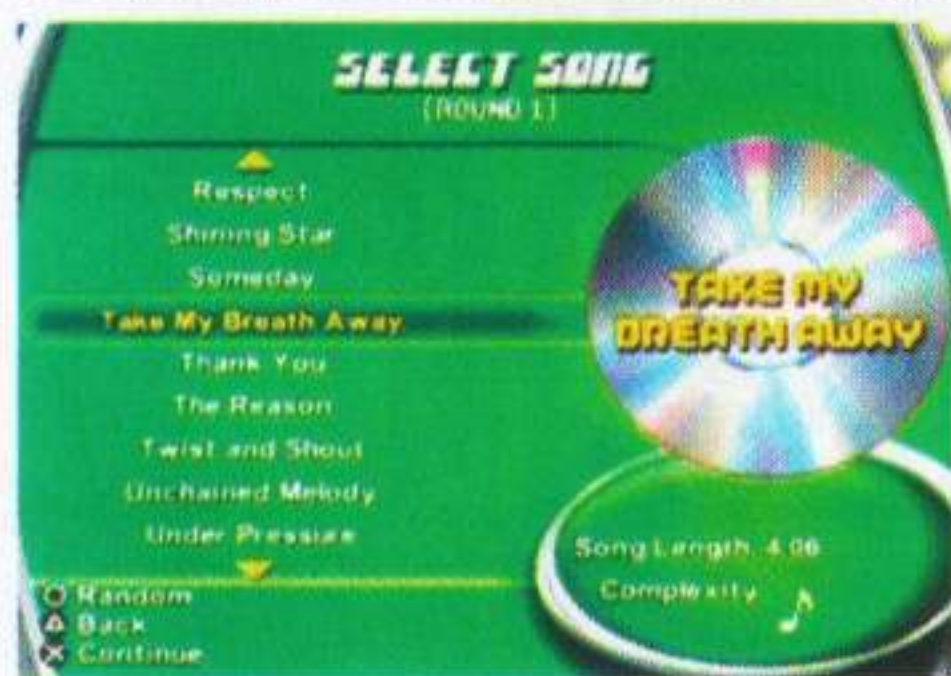 SELECT SONG
(ROUND 1)
Respect
Shining Star
Someday
Take My Breath Away
Thank You
The Reason
Twist and Shout
Unchained Melody
Under Pressure
TAKE MY
BREATH AWAY
Song Length 4:06
Complexity
Random
Back
Continue